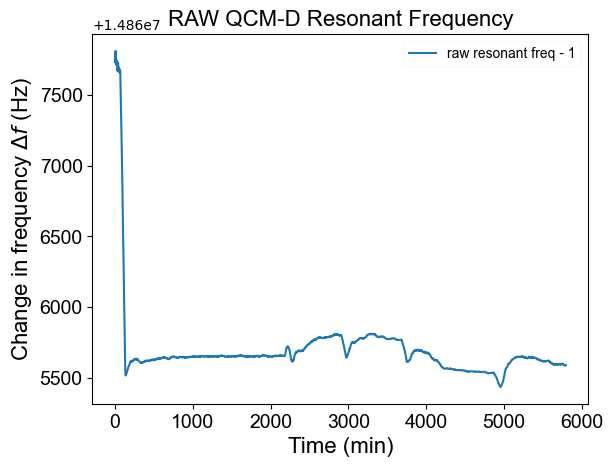 RAW QCM-D Resonant Frequency
+1.486e7
raw resonant freq - 1
Change in frequency Δf (Hz)
7500
7000
6500
6000
5500
0 1000 2000 3000 4000 5000 6000
Time (min)